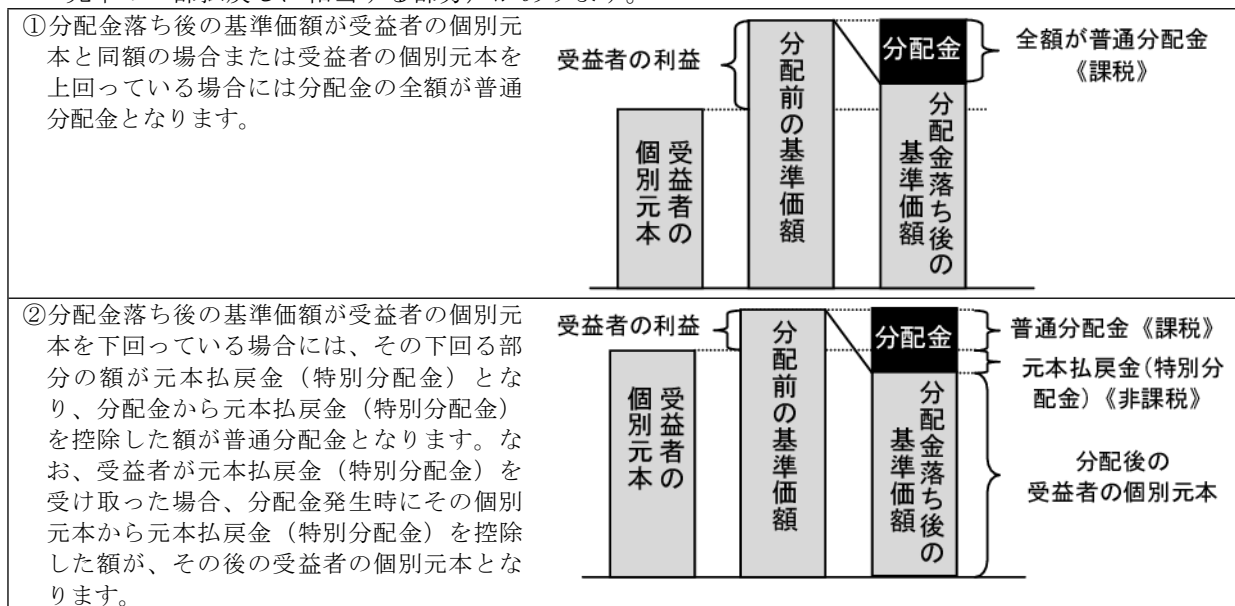 ①分配金落ち後の基準価額が受益者の個別元
本と同額の場合または受益者の個別元本を
上回っている場合には分配金の全額が普通
分配金となります。
受益者の利益
受益者の
個別元本
分配前の基準価額
分配金
分配金落ち後の
基準価額
全額が普通分配金
《課税》
②分配金落ち後の基準価額が受益者の個別元
本を下回っている場合には、その下回る部
分の額が元本払戻金（特別分配金）とな
り、分配金から元本払戻金（特別分配金）
を控除した額が普通分配金となります。な
お、受益者が元本払戻金（特別分配金）を
受け取った場合、分配金発生時にその個別
元本から元本払戻金（特別分配金）を控除
した額が、その後の受益者の個別元本とな
ります。
受益者の利益
受益者の
個別元本
分配前の基準価額
分配金
分配金落ち後の
基準価額
普通分配金《課税》
元本払戻金(特別分
配金)《非課税》
分配後の
受益者の個別元本